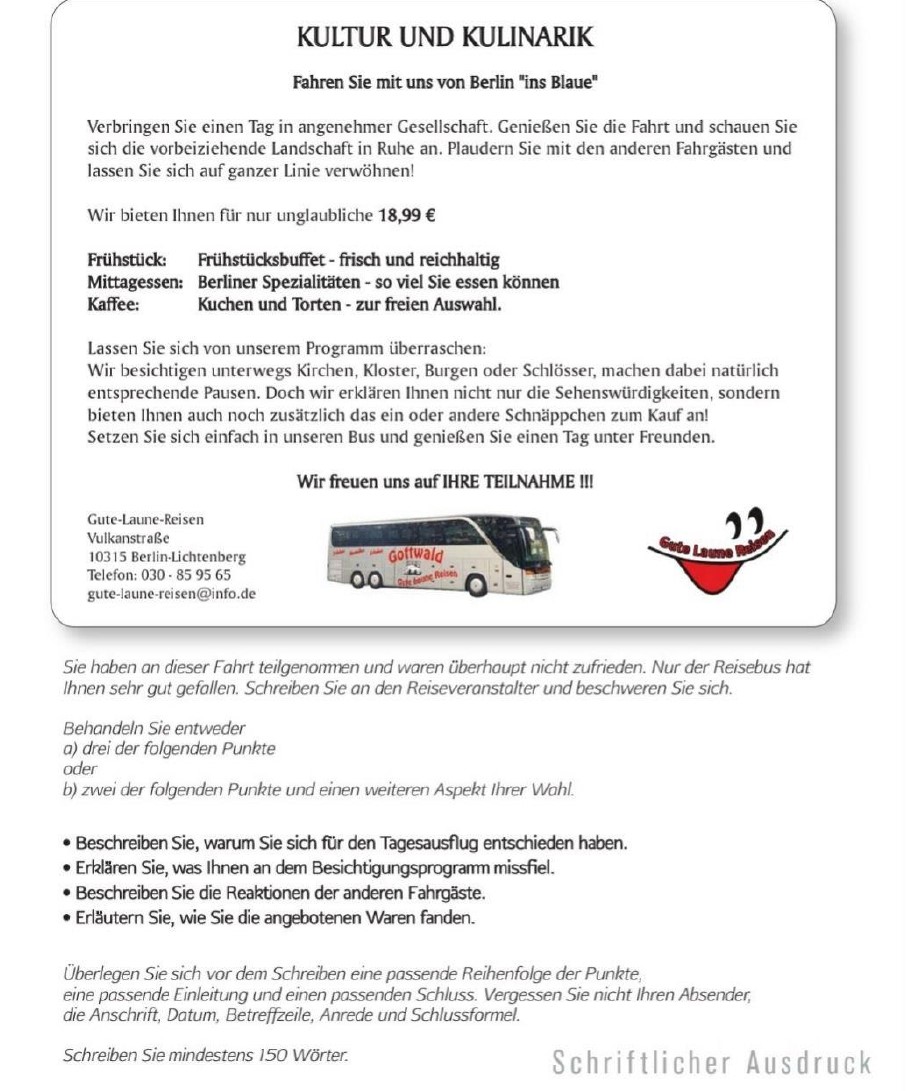 KULTUR UND KULINARIK
Fahren Sie mit uns von Berlin "ins Blaue"
Verbringen Sie einen Tag in angenehmer Gesellschaft. Genießen Sie die Fahrt und schauen Sie
sich die vorbeiziehende Landschaft in Ruhe an. Plaudern Sie mit den anderen Fahrgästen und
lassen Sie sich auf ganzer Linie verwöhnen!
Wir bieten Ihnen für nur unglaubliche 18,99 €
Frühstück: Frühstücksbuffet - frisch und reichhaltig
Mittagessen: Berliner Spezialitäten - so viel Sie essen können
Kaffee: Kuchen und Torten - zur freien Auswahl.
Lassen Sie sich von unserem Programm überraschen:
Wir besichtigen unterwegs Kirchen, Kloster, Burgen oder Schlösser, machen dabei natürlich
entsprechende Pausen. Doch wir erklären Ihnen nicht nur die Sehenswürdigkeiten, sondern
bieten Ihnen auch noch zusätzlich das ein oder andere Schnäppchen zum Kauf an!
Setzen Sie sich einfach in unseren Bus und genießen Sie einen Tag unter Freunden.
Wir freuen uns auf IHRE TEILNAHME !!!
Gute-Laune-Reisen
Vulkanstraße
10315 Berlin-Lichtenberg
Telefon: 030 - 85 95 65
gute-laune-reisen@info.de
Gottwald
Gute Laune Reisen
Gute Laune Reisen
Sie haben an dieser Fahrt teilgenommen und waren überhaupt nicht zufrieden. Nur der Reisebus hat
Ihnen sehr gut gefallen. Schreiben Sie an den Reiseveranstalter und beschweren Sie sich.
Behandeln Sie entweder
a) drei der folgenden Punkte
oder
b) zwei der folgenden Punkte und einen weiteren Aspekt Ihrer Wahl.
• Beschreiben Sie, warum Sie sich für den Tagesausflug entschieden haben.
• Erklären Sie, was Ihnen an dem Besichtigungsprogramm missfiel.
• Beschreiben Sie die Reaktionen der anderen Fahrgäste.
• Erläutern Sie, wie Sie die angebotenen Waren fanden.
Überlegen Sie sich vor dem Schreiben eine passende Reihenfolge der Punkte,
eine passende Einleitung und einen passenden Schluss. Vergessen Sie nicht Ihren Absender,
die Anschrift, Datum, Betreffzeile, Anrede und Schlussformel.
Schreiben Sie mindestens 150 Wörter.
Schriftlicher Ausdruck